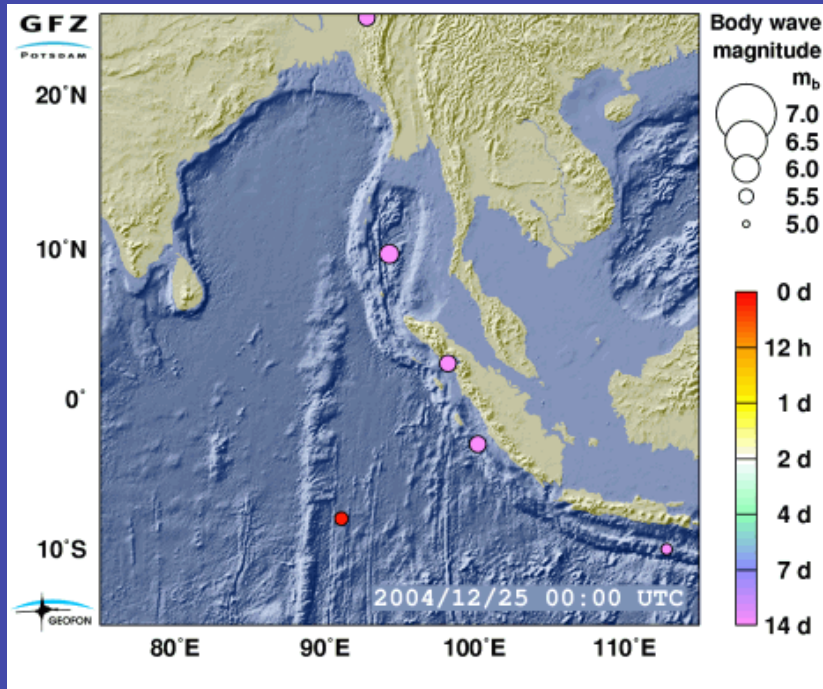 GFZ
POTSDAM
20°N
10°N
0°
10°S
80°E
90°E
100°E
110°E
2004/12/25 00:00 UTC
GEOFON
Body wave
magnitude
mb
7.0
6.5
6.0
5.5
5.0
0 d
12 h
1 d
2 d
4 d
7 d
14 d